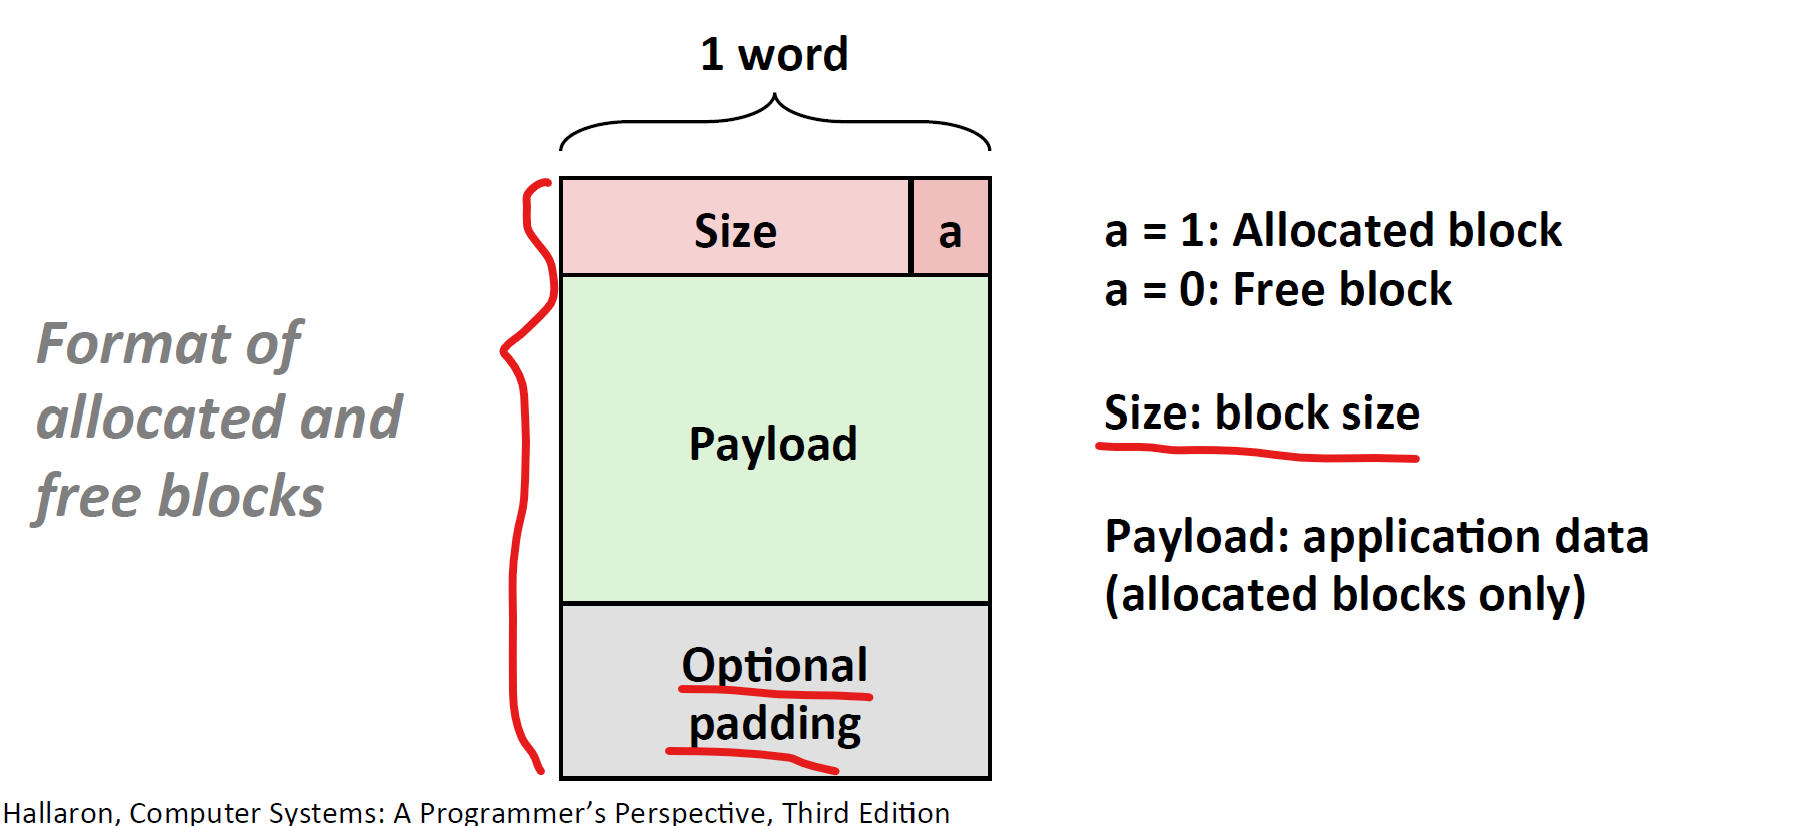 1 word
Size
a
a = 1: Allocated block
a = 0: Free block
Format of
allocated and
free blocks
Payload
Size: block size
Payload: application data
(allocated blocks only)
Optional
padding
Hallaron, Computer Systems: A Programmer’s Perspective, Third Edition